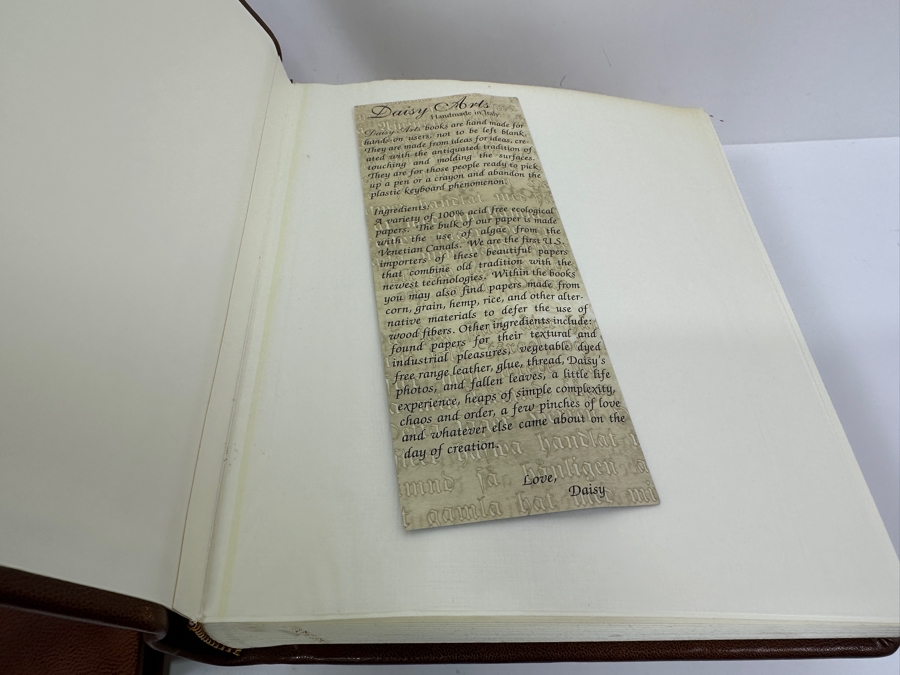 Daisy Arts
Handmade in Italy
Daisy Arts books are hand made for
hands-on users, not to be left blank.
They are made from ideas for ideas, cre-
ated with the antiquated tradition of
touching and molding the surfaces.
They are for those people ready to pick
up a pen or a crayon and abandon the
plastic keyboard phenomenon.
Ingredients:
A variety of 100% acid free ecological
papers. The bulk of our paper is made
with the use of algae from the
Venetian Canals. We are the first U.S.
importers of these beautiful papers
that combine old tradition with the
newest technologies. Within the books
you may also find papers made from
corn, grain, hemp, rice, and other alter-
native materials to defer the use of
wood fibers. Other ingredients include:
found papers for their textural and
industrial pleasures, vegetable dyed
free range leather, glue, thread, Daisy's
photos, and fallen leaves, a little life
experience, heaps of simple complexity,
chaos and order, a few pinches of love
and whatever else came about on the
day of creation.
handlat
så hanligen
gamla hat
Love,
Daisy